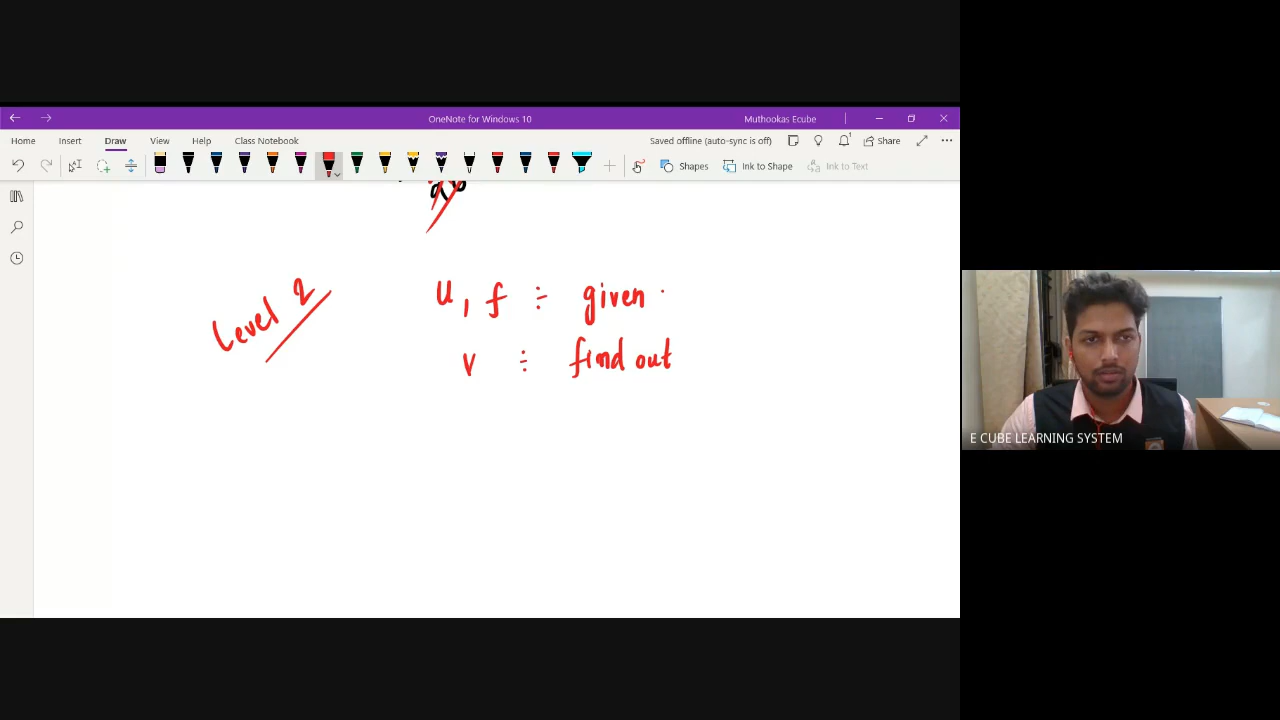 OneNote for Windows 10
Muthookas Ecube
Home Insert Draw View Help Class Notebook
Saved offline (auto-sync is off)
Share
Shapes
Ink to Shape
Ink to Text
Level 2
u, f ÷ given
v ÷ find out
E CUBE LEARNING SYSTEM